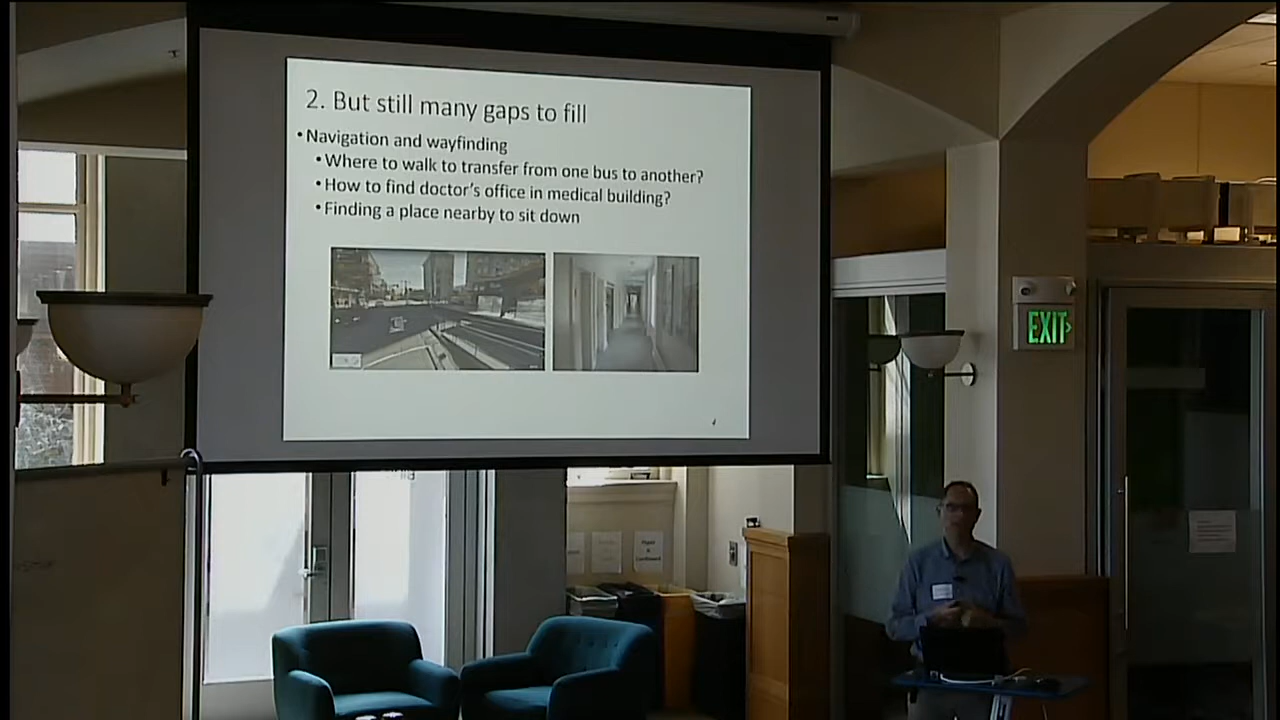 2. But still many gaps to fill
• Navigation and wayfinding
• Where to walk to transfer from one bus to another?
• How to find doctor's office in medical building?
• Finding a place nearby to sit down
4
EXIT